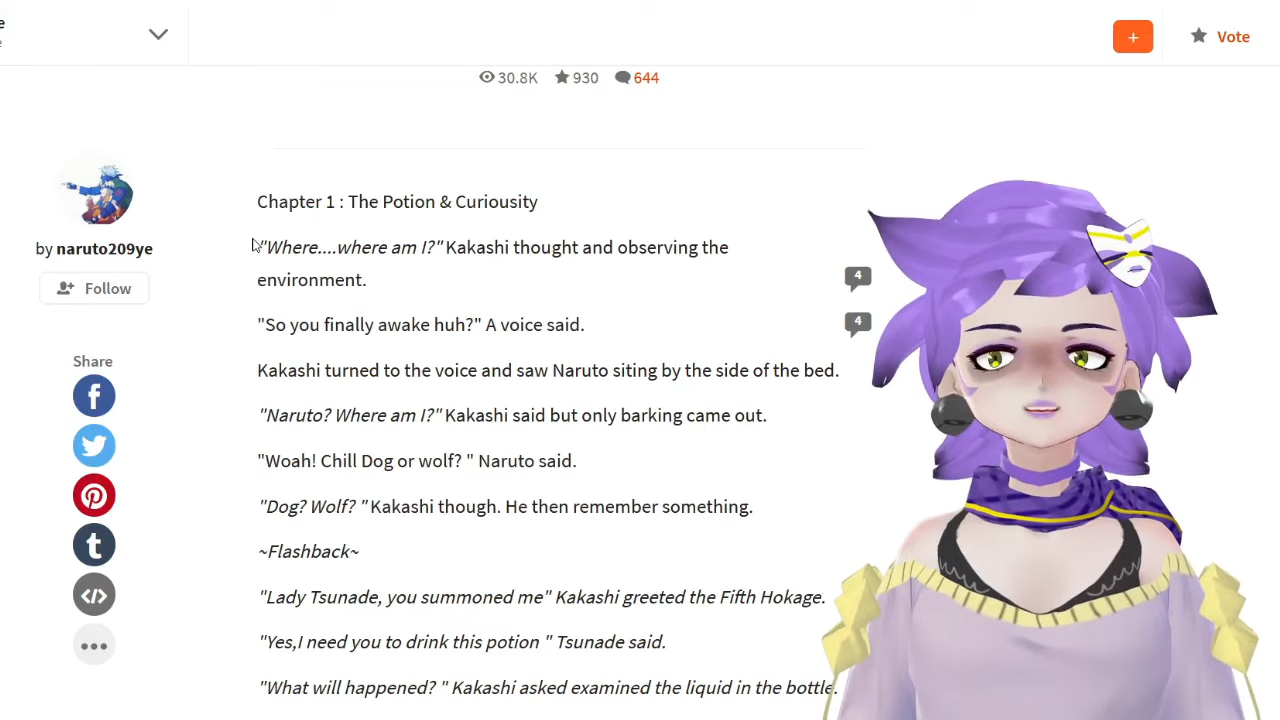 e
+
Vote
30.8K 930 644
Chapter 1 : The Potion & Curiousity
"Where....where am I?" Kakashi thought and observing the
environment.
4
"So you finally awake huh?" A voice said.
4
Kakashi turned to the voice and saw Naruto siting by the side of the bed.
"Naruto? Where am I?" Kakashi said but only barking came out.
"Woah! Chill Dog or wolf? " Naruto said.
"Dog? Wolf? " Kakashi though. He then remember something.
~Flashback~
"Lady Tsunade, you summoned me" Kakashi greeted the Fifth Hokage.
"Yes,I need you to drink this potion " Tsunade said.
"What will happened? " Kakashi asked examined the liquid in the bottle.
by naruto209ye
Follow
Share